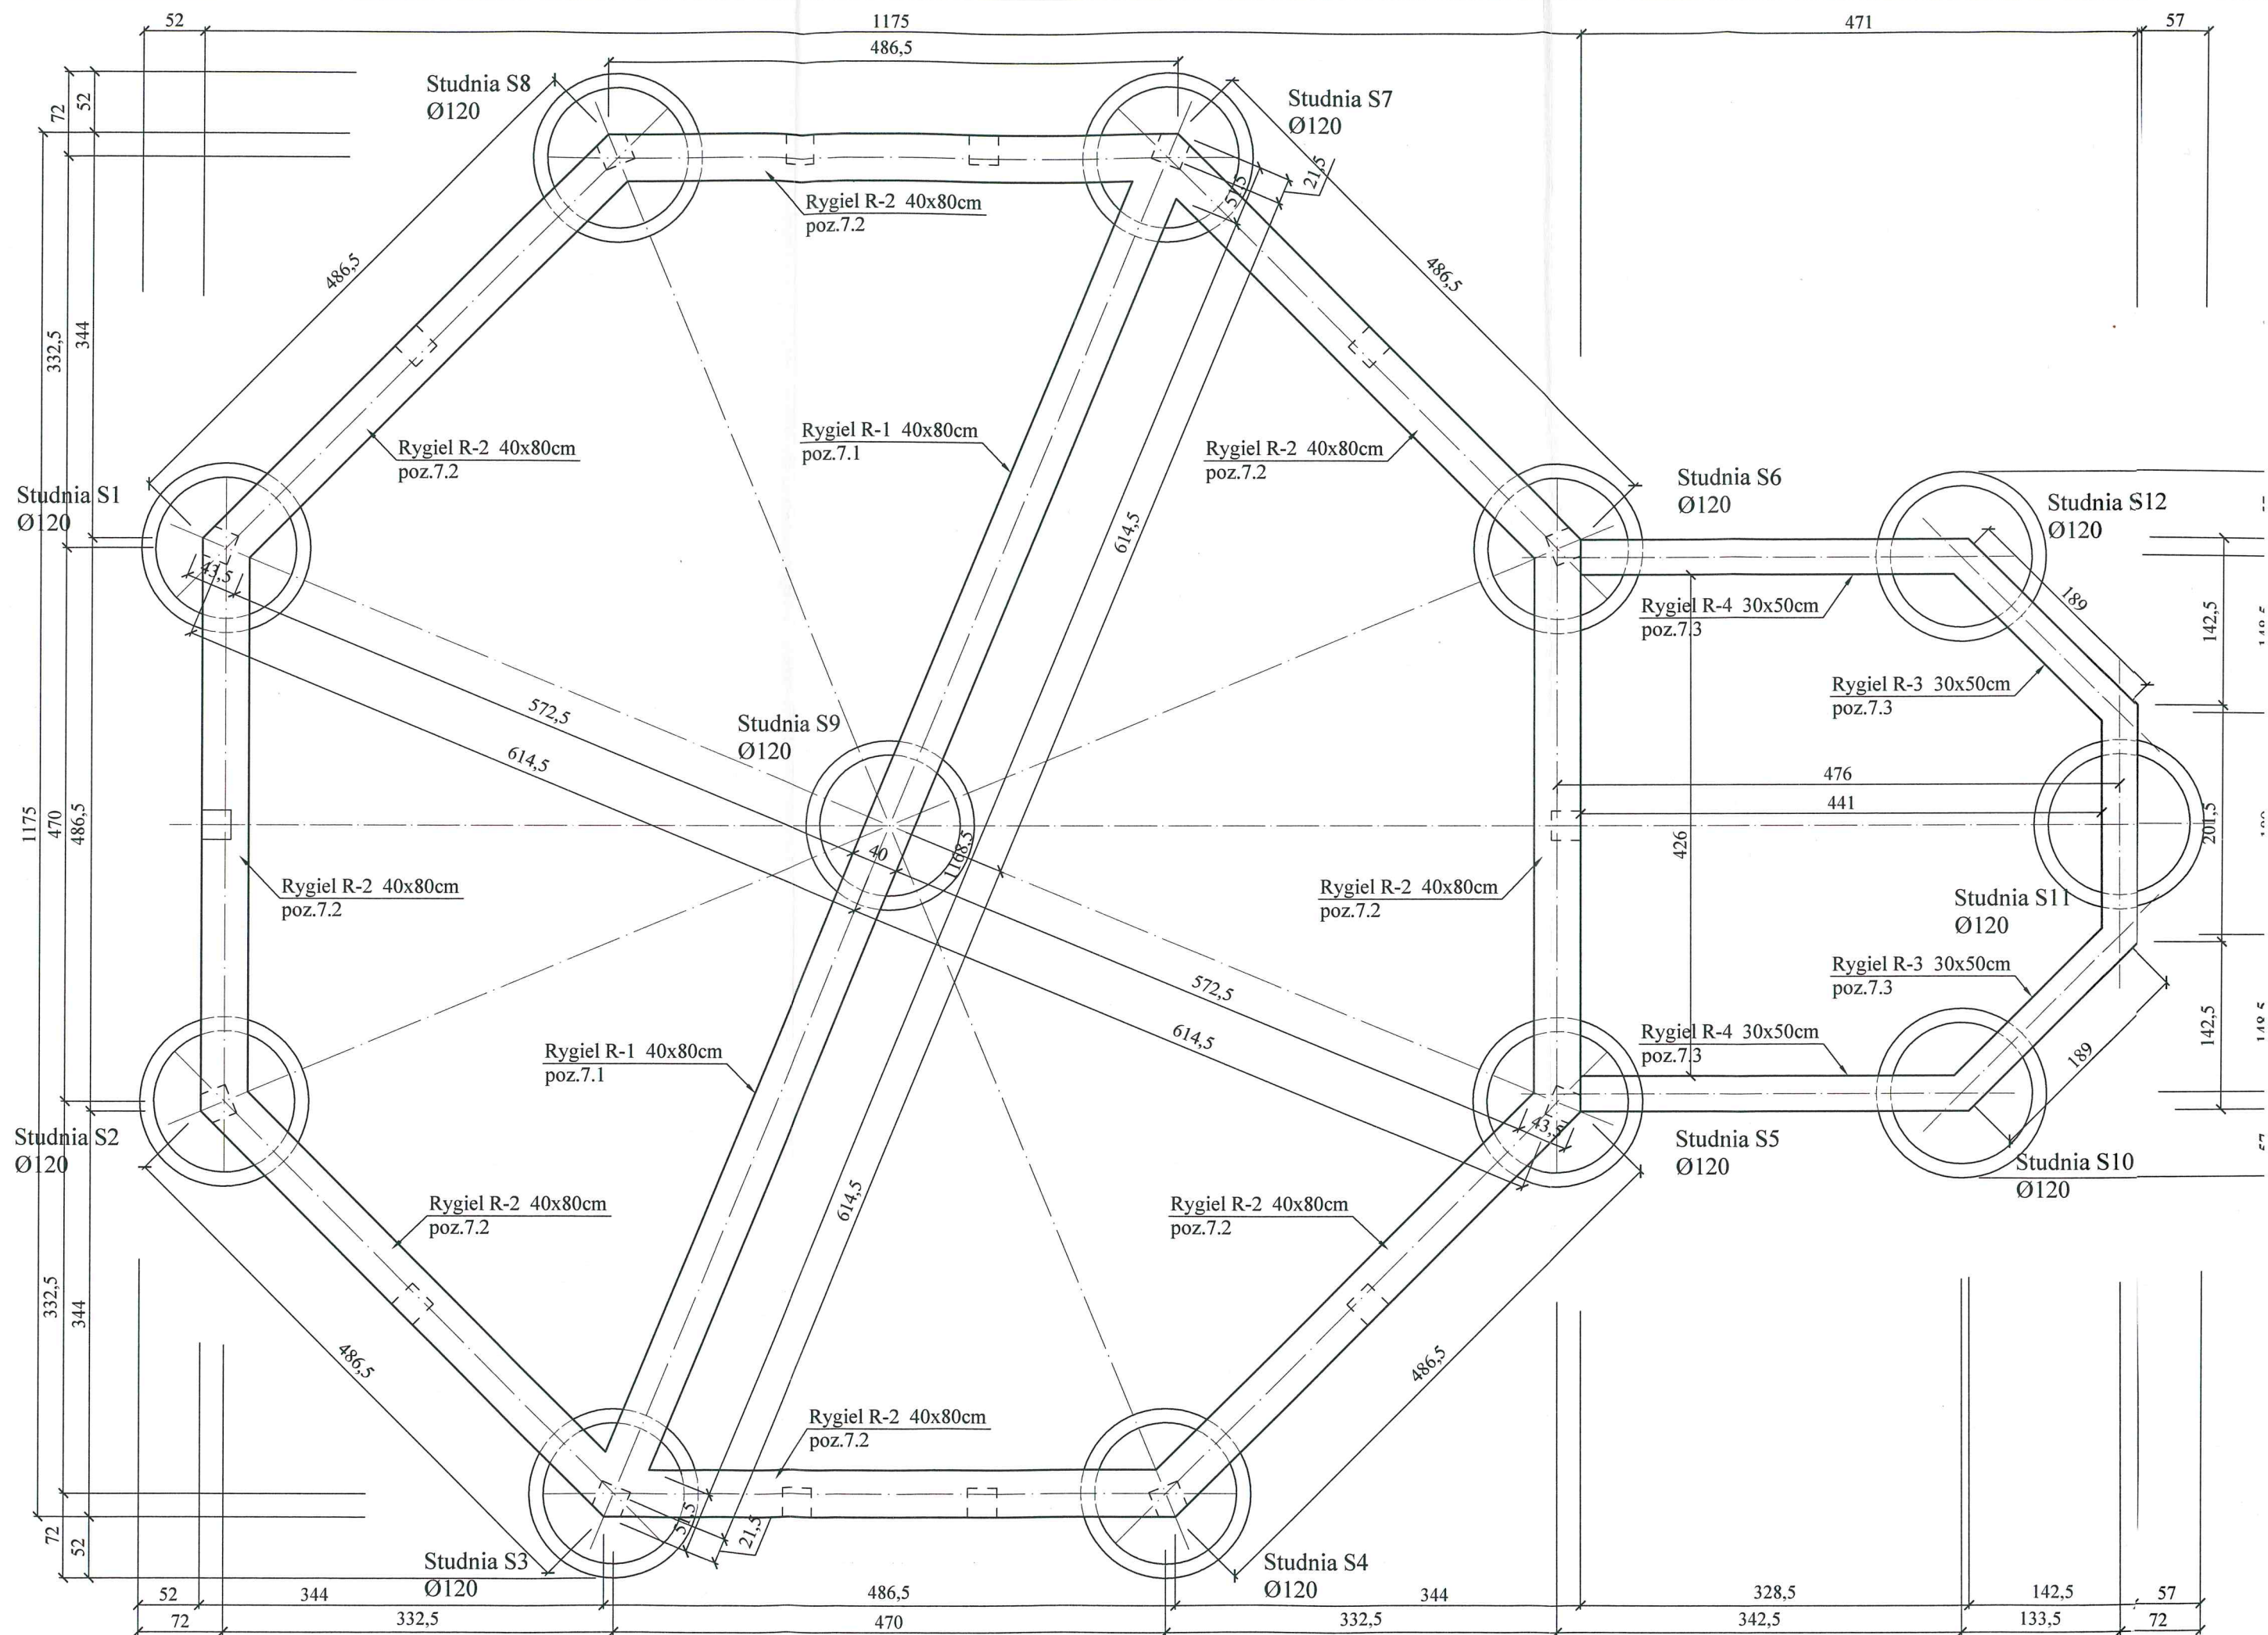 52
1175
471
57
486,5
Studnia S8
Ø120
Studnia S7
Ø120
72
52
21,5
51,5
Rygiel R-2 40x80cm
poz.7.2
486,5
486,5
332,5
344
Rygiel R-1 40x80cm
poz.7.1
Rygiel R-2 40x80cm
poz.7.2
Rygiel R-2 40x80cm
poz.7.2
Studnia S1
Ø120
Studnia S6
Ø120
Studnia S12
Ø120
43,5
614,5
Rygiel R-4 30x50cm
poz.7.3
189
142,5
Rygiel R-3 30x50cm
poz.7.3
572,5
614,5
Studnia S9
Ø120
476
441
1175
470
486,5
201,5
426
40
1168,5
Rygiel R-2 40x80cm
poz.7.2
Rygiel R-2 40x80cm
poz.7.2
Studnia S11
Ø120
Rygiel R-3 30x50cm
poz.7.3
572,5
614,5
Rygiel R-1 40x80cm
poz.7.1
Rygiel R-4 30x50cm
poz.7.3
142,5
189
Studnia S2
Ø120
43,5
Studnia S5
Ø120
Studnia S10
Ø120
Rygiel R-2 40x80cm
poz.7.2
614,5
Rygiel R-2 40x80cm
poz.7.2
332,5
344
486,5
486,5
Rygiel R-2 40x80cm
poz.7.2
51,5
21,5
72
52
Studnia S3
Ø120
Studnia S4
Ø120
52
344
486,5
344
328,5
142,5
57
72
332,5
470
332,5
342,5
133,5
72